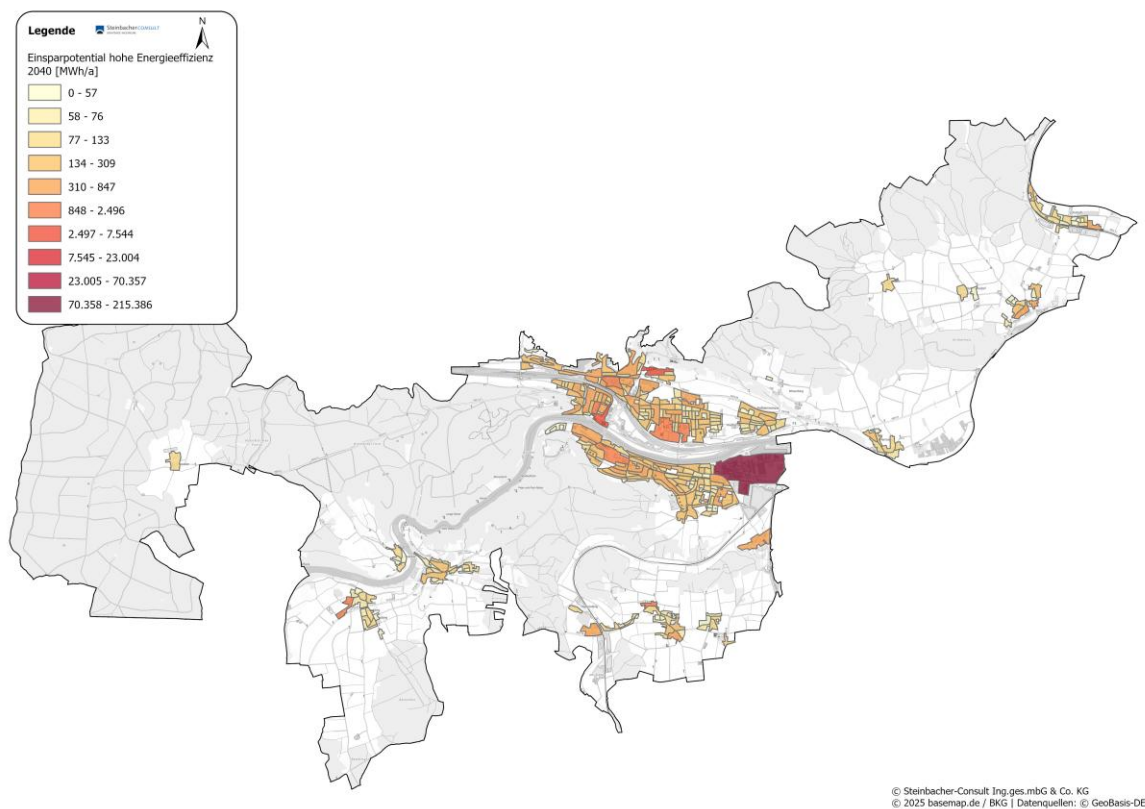 Legende
SteinbacherCONSULT
N
Einsparpotential hohe Energieeffizienz
2040 [MWh/a]
0 - 57
58 - 76
77 - 133
134 - 309
310 - 847
848 - 2.496
2.497 - 7.544
7.545 - 23.004
23.005 - 70.357
70.358 - 215.386
© Steinbacher-Consult Ing.ges.mbG & Co. KG
© 2025 basemap.de / BKG | Datenquellen: © GeoBasis-DE